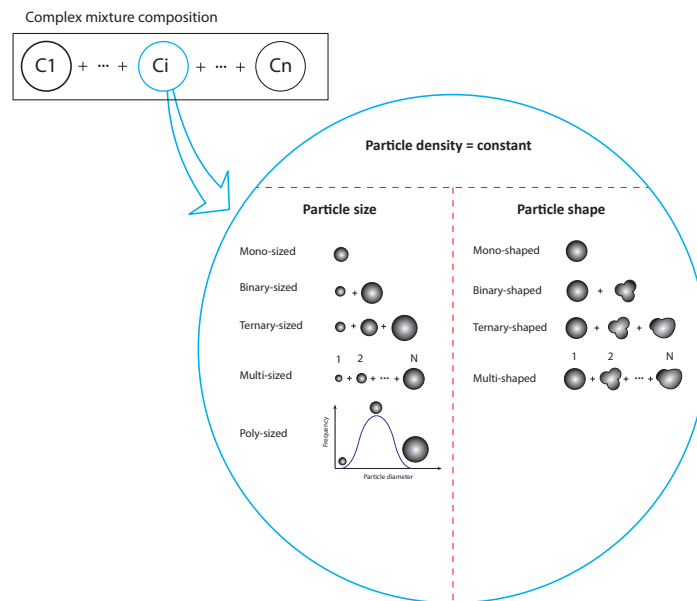 Complex mixture composition
C1 + ... + Ci + ... + Cn
Particle density = constant
Particle size
Mono-sized
Binary-sized
+
Ternary-sized
+ +
1 2 N
Multi-sized
+ + ... +
Poly-sized
Frequency
Particle diameter
Particle shape
Mono-shaped
Binary-shaped
+
Ternary-shaped
+ +
1 2 N
Multi-shaped
+ + ... +